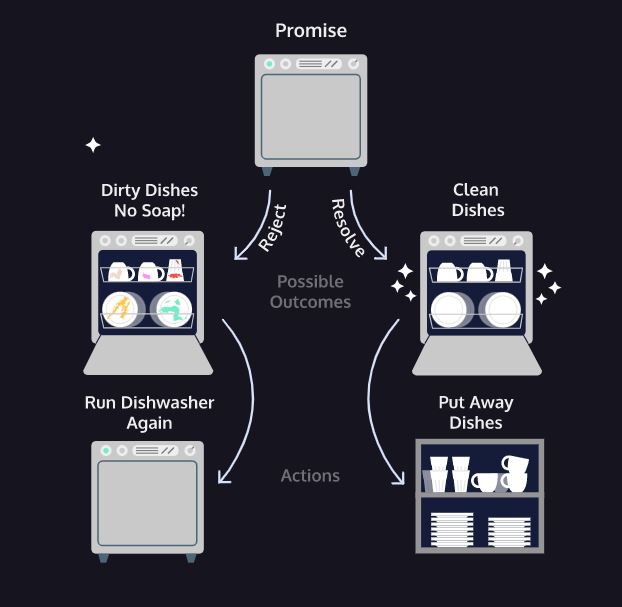 Promise
Dirty Dishes
No Soap!
Clean
Dishes
Reject
Resolve
Possible
Outcomes
Run Dishwasher
Again
Put Away
Dishes
Actions